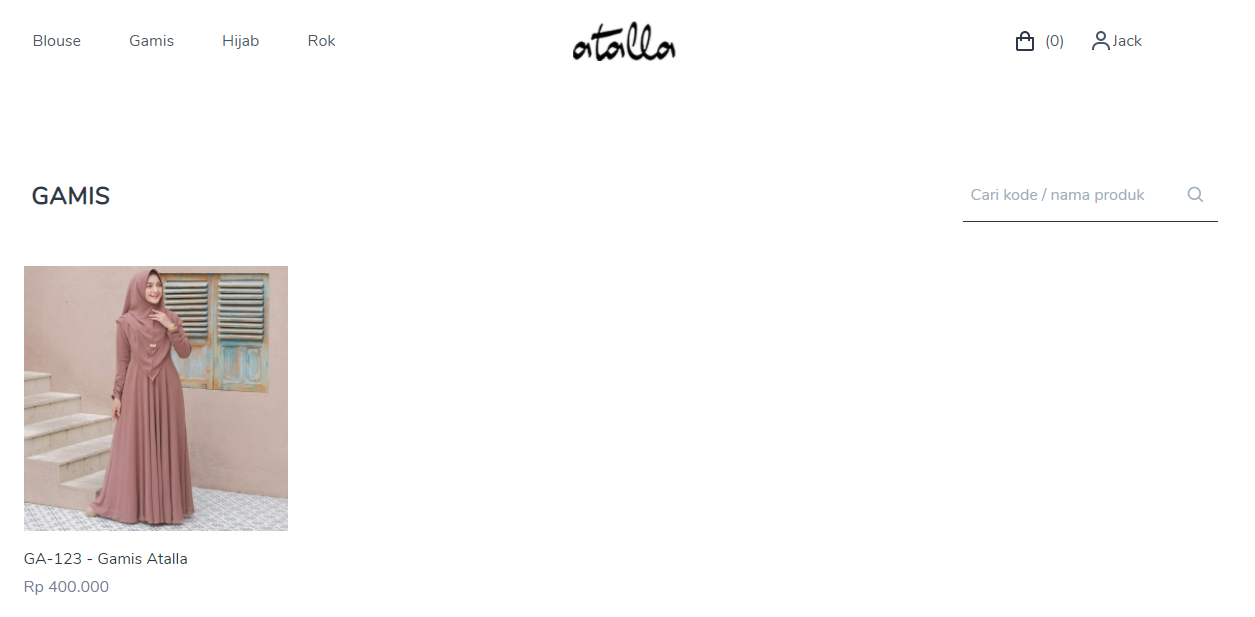 Blouse Gamis Hijab Rok atalla (0) Jack
GAMIS Cari kode / nama produk
GA-123 - Gamis Atalla
Rp 400.000